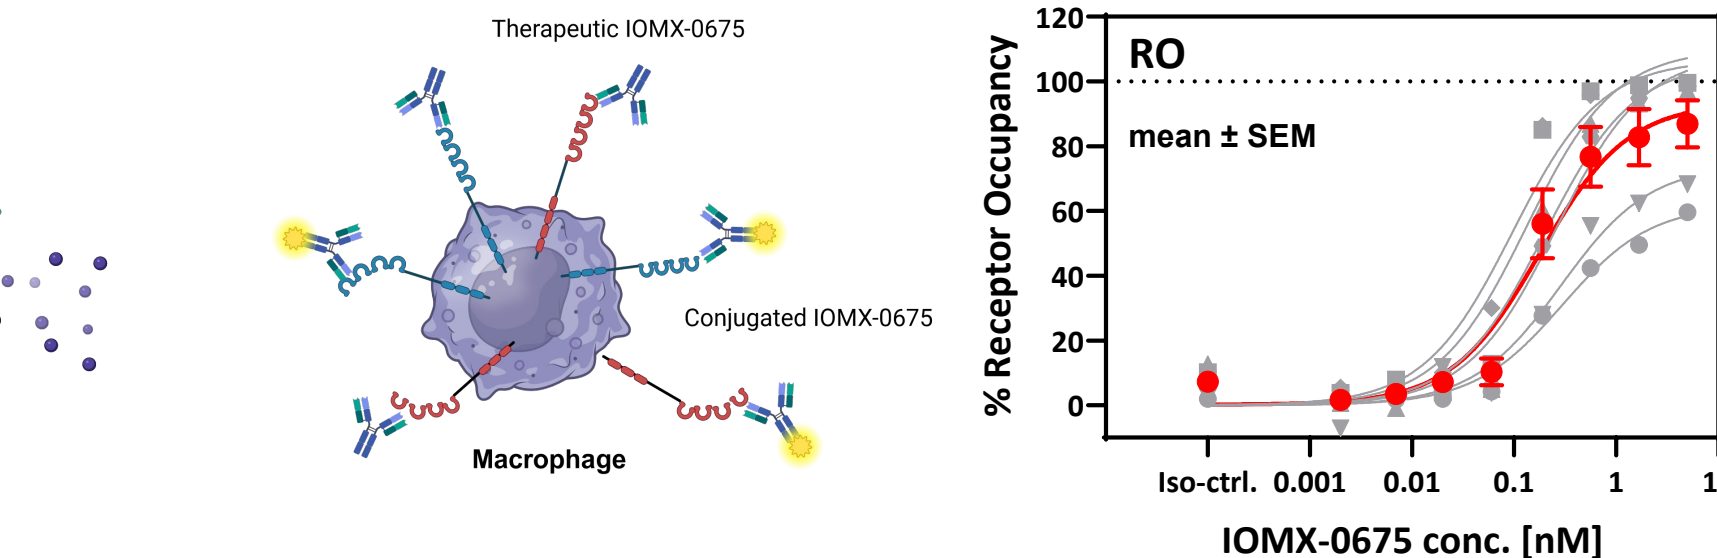 Therapeutic IOMX-0675
Conjugated IOMX-0675
Macrophage
% Receptor Occupancy
120
100
80
60
40
20
0
RO
mean ± SEM
Iso-ctrl. 0.001 0.01 0.1 1 1
IOMX-0675 conc. [nM]